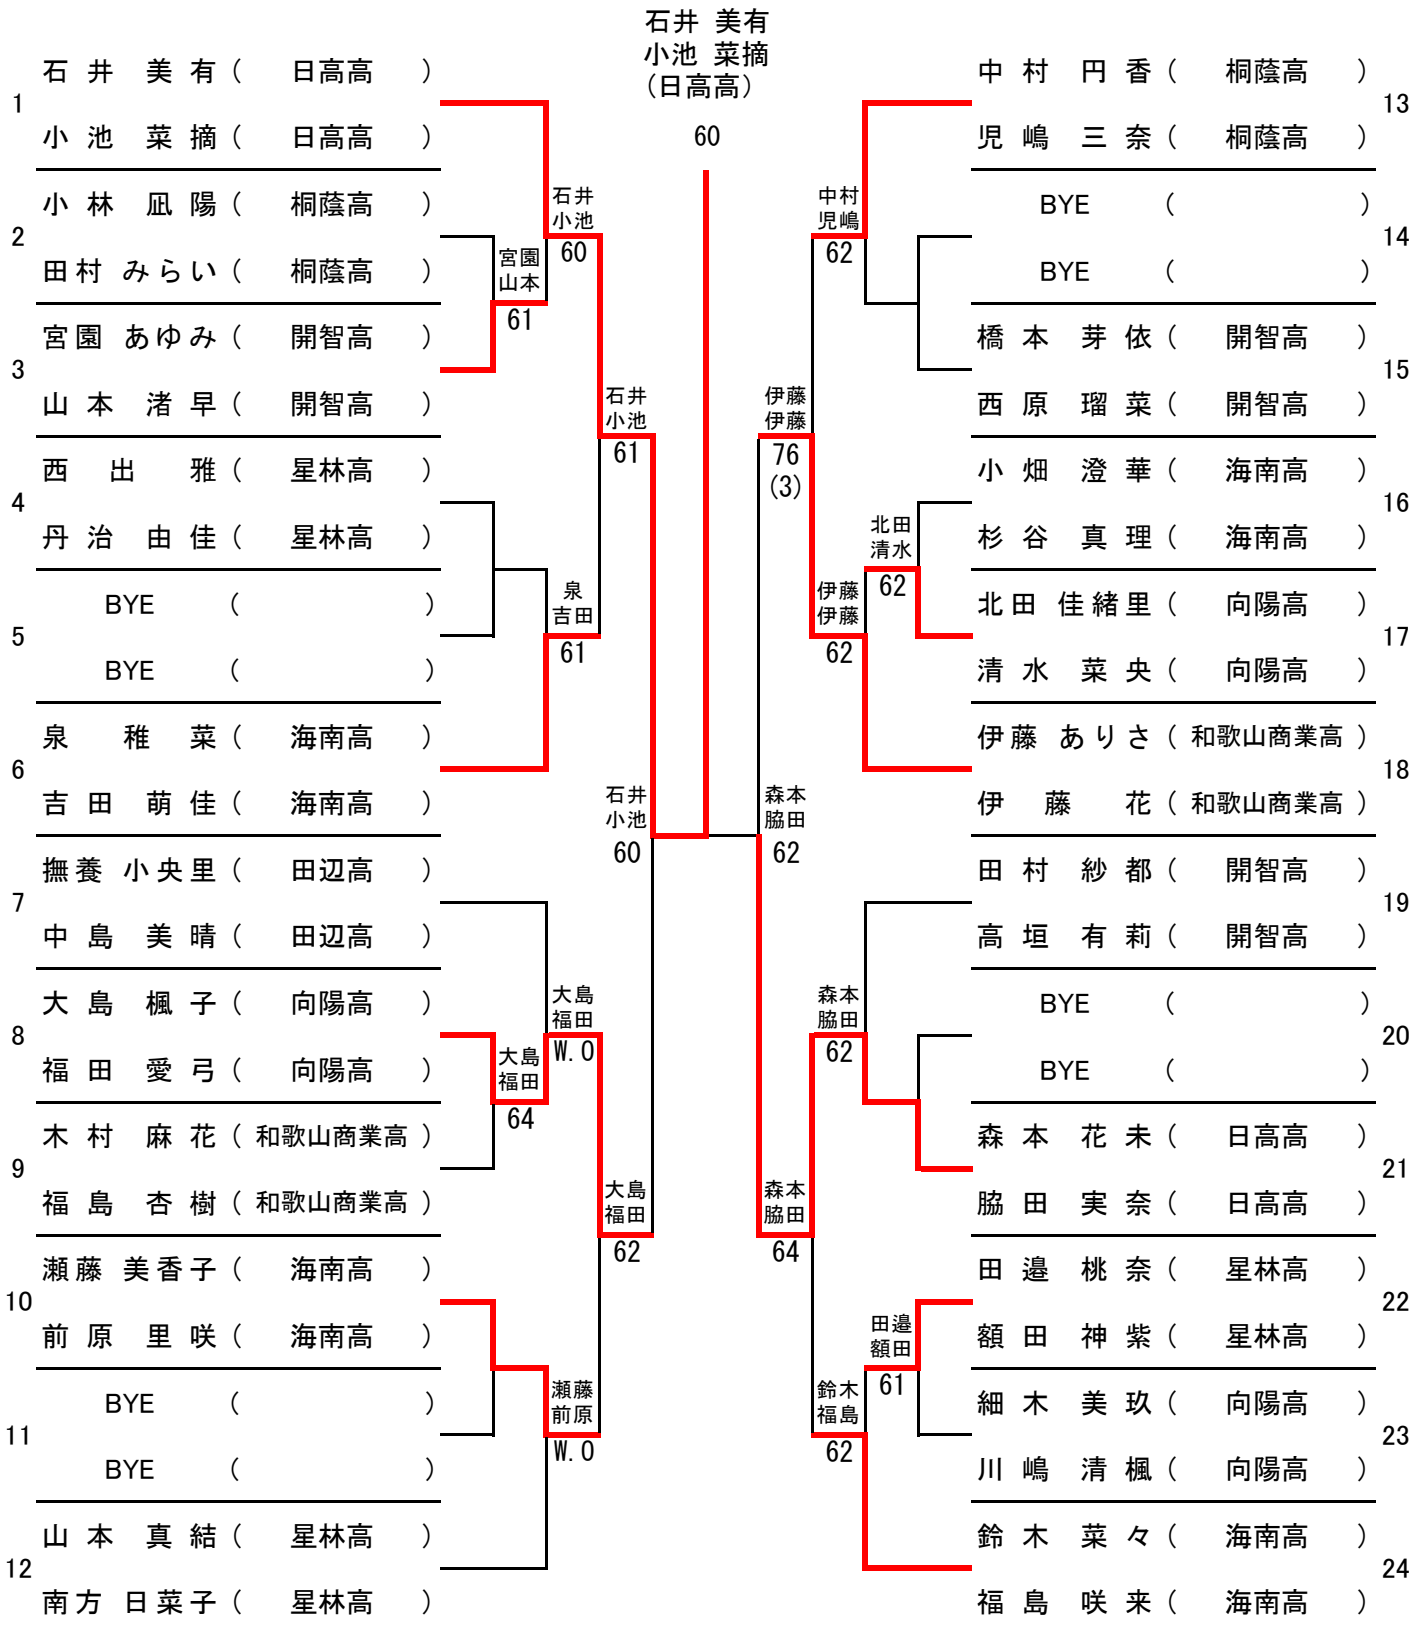 石井 美有
小池 菜摘
(日高高)
60
1
石井 美有 ( 日高高 )
小池 菜摘 ( 日高高 )
2
小林 凪陽 ( 桐蔭高 )
田村 みらい ( 桐蔭高 )
3
宮園 あゆみ ( 開智高 )
山本 渚早 ( 開智高 )
4
西出 雅 ( 星林高 )
丹治 由佳 ( 星林高 )
5
BYE ( )
BYE ( )
6
泉 稚菜 ( 海南高 )
吉田 萌佳 ( 海南高 )
7
撫養 小央里 ( 田辺高 )
中島 美晴 ( 田辺高 )
8
大島 楓子 ( 向陽高 )
福田 愛弓 ( 向陽高 )
9
木村 麻花 ( 和歌山商業高 )
福島 杏樹 ( 和歌山商業高 )
10
瀬藤 美香子 ( 海南高 )
前原 里咲 ( 海南高 )
11
BYE ( )
BYE ( )
12
山本 真結 ( 星林高 )
南方 日菜子 ( 星林高 )
宮園
山本
61
大島
福田
64
石井
小池
60
泉
吉田
61
大島
福田
W.O
瀬藤
前原
W.O
石井
小池
61
大島
福田
62
石井
小池
60
森本
脇田
62
伊藤
伊藤
76
(3)
森本
脇田
64
中村
児嶋
62
伊藤
伊藤
62
森本
脇田
62
鈴木
福島
62
北田
清水
62
田邉
額田
61
中村 円香 ( 桐蔭高 )
児嶋 三奈 ( 桐蔭高 )
13
BYE ( )
BYE ( )
14
橋本 芽依 ( 開智高 )
西原 瑠菜 ( 開智高 )
15
小畑 澄華 ( 海南高 )
杉谷 真理 ( 海南高 )
16
北田 佳緒里 ( 向陽高 )
清水 菜央 ( 向陽高 )
17
伊藤 ありさ ( 和歌山商業高 )
伊藤 花 ( 和歌山商業高 )
18
田村 紗都 ( 開智高 )
高垣 有莉 ( 開智高 )
19
BYE ( )
BYE ( )
20
森本 花未 ( 日高高 )
脇田 実奈 ( 日高高 )
21
田邉 桃奈 ( 星林高 )
額田 神紫 ( 星林高 )
22
細木 美玖 ( 向陽高 )
川嶋 清楓 ( 向陽高 )
23
鈴木 菜々 ( 海南高 )
福島 咲来 ( 海南高 )
24